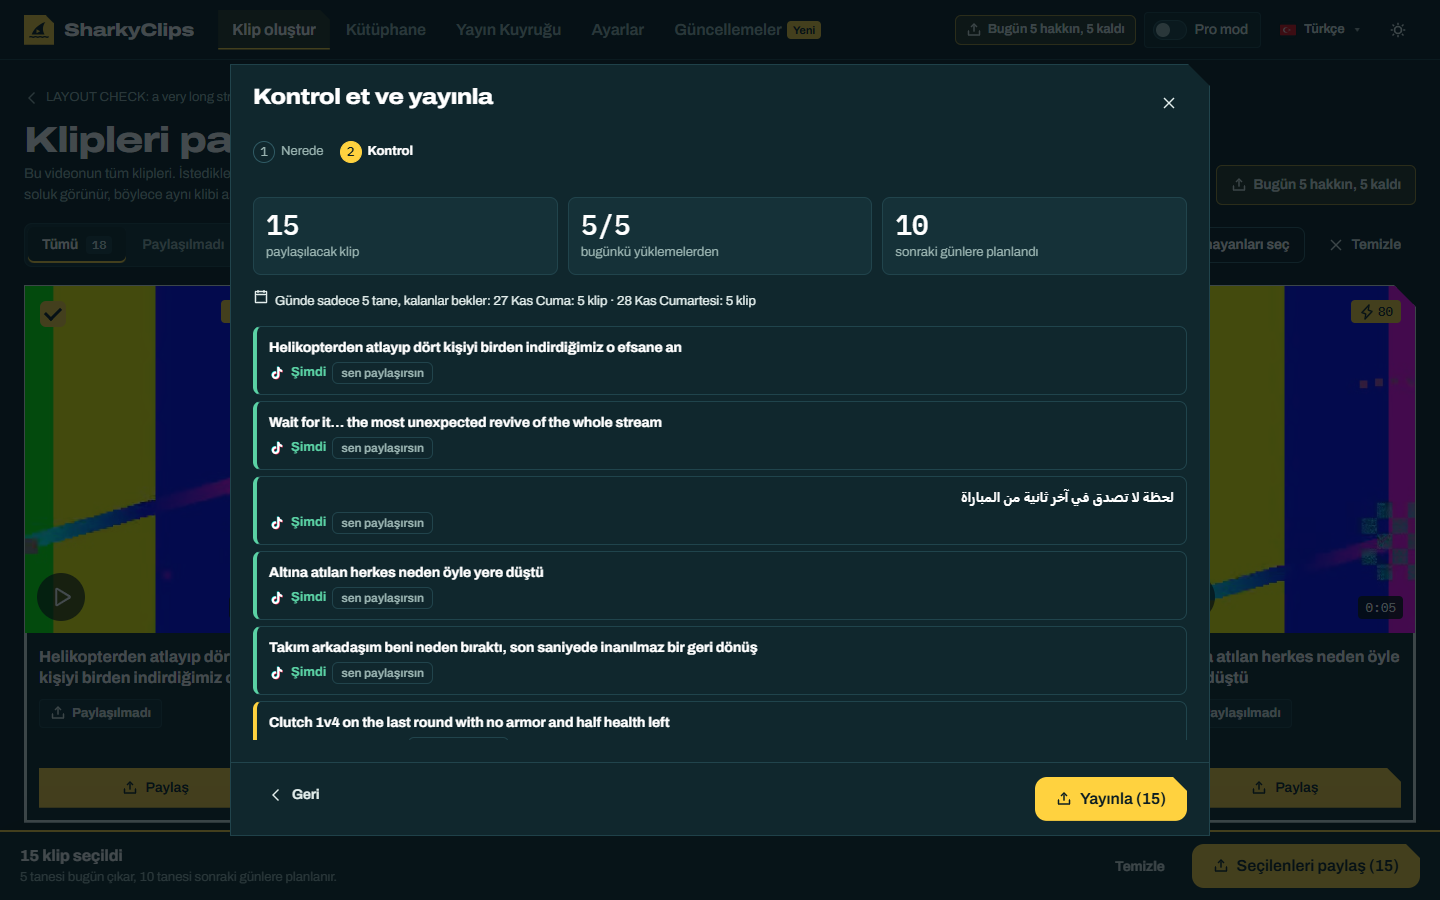 SharkyClips
Klip oluştur
Kütüphane
Yayın Kuyruğu
Ayarlar
Güncellemeler
Yeni
Bugün 5 hakkın, 5 kaldı
Pro mod
Türkçe
LAYOUT CHECK: a very long
Klipleri
Bu videonun tüm klipleri.
soluk görünür, böylece aynı klibi
Bugün 5 hakkın, 5 kaldı
Tümü 18
Paylaşılmadı
seç
Temizle
Kontrol et ve yayınla
1 Nerede
2 Kontrol
15
paylaşılacak klip
5/5
bugünkü yüklemelerden
10
sonraki günlere planlandı
Günde sadece 5 tane, kalanlar bekler: 27 Kas Cuma: 5 klip · 28 Kas Cumartesi: 5 klip
Helikopterden atlayıp dört kişiyi birden indirdiğimiz o efsane an
Şimdi sen paylaşırsın
Wait for it... the most unexpected revive of the whole stream
Şimdi sen paylaşırsın
لحظة لا تصدق في آخر ثانية من المباراة
Şimdi sen paylaşırsın
Altına atılan herkes neden öyle yere düştü
Şimdi sen paylaşırsın
Takım arkadaşım beni neden bıraktı, son saniyede inanılmaz bir geri dönüş
Şimdi sen paylaşırsın
Clutch 1v4 on the last round with no armor and half health left
Geri
Yayınla (15)
80
0:05
Helikopterden atlayıp
kişiyi birden indirdiğimiz
Paylaşılmadı
Paylaş
atılan herkes neden öyle
düştü
Paylaş
15 klip seçildi
5 tanesi bugün çıkar, 10 tanesi sonraki günlere planlanır.
Temizle
Seçilenleri paylaş (15)